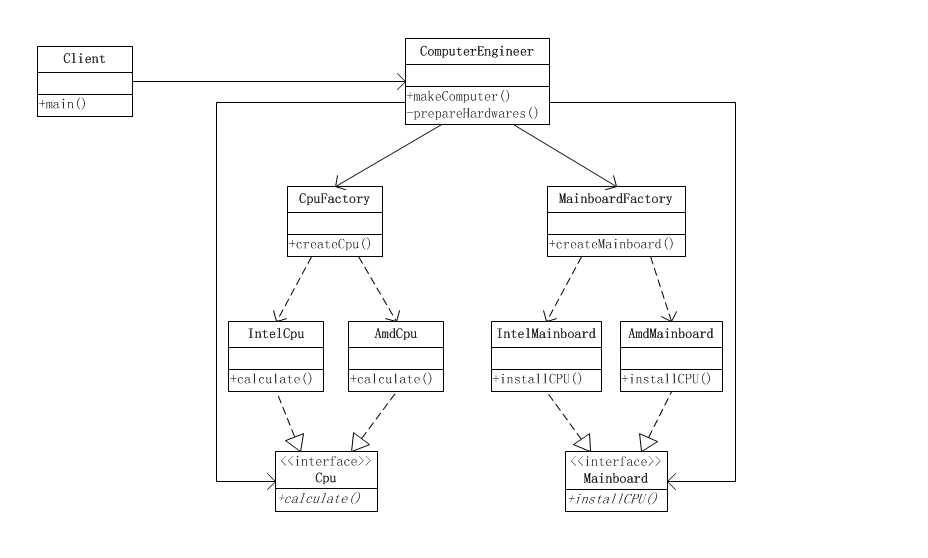 Client
+main()
ComputerEngineer
+makeComputer()
-prepareHardwares()
CpuFactory
+createCpu()
MainboardFactory
+createMainboard()
IntelCpu
+calculate()
AmdCpu
+calculate()
IntelMainboard
+installCPU()
AmdMainboard
+installCPU()
<<interface>>
Cpu
+calculate()
<<interface>>
Mainboard
+installCPU()